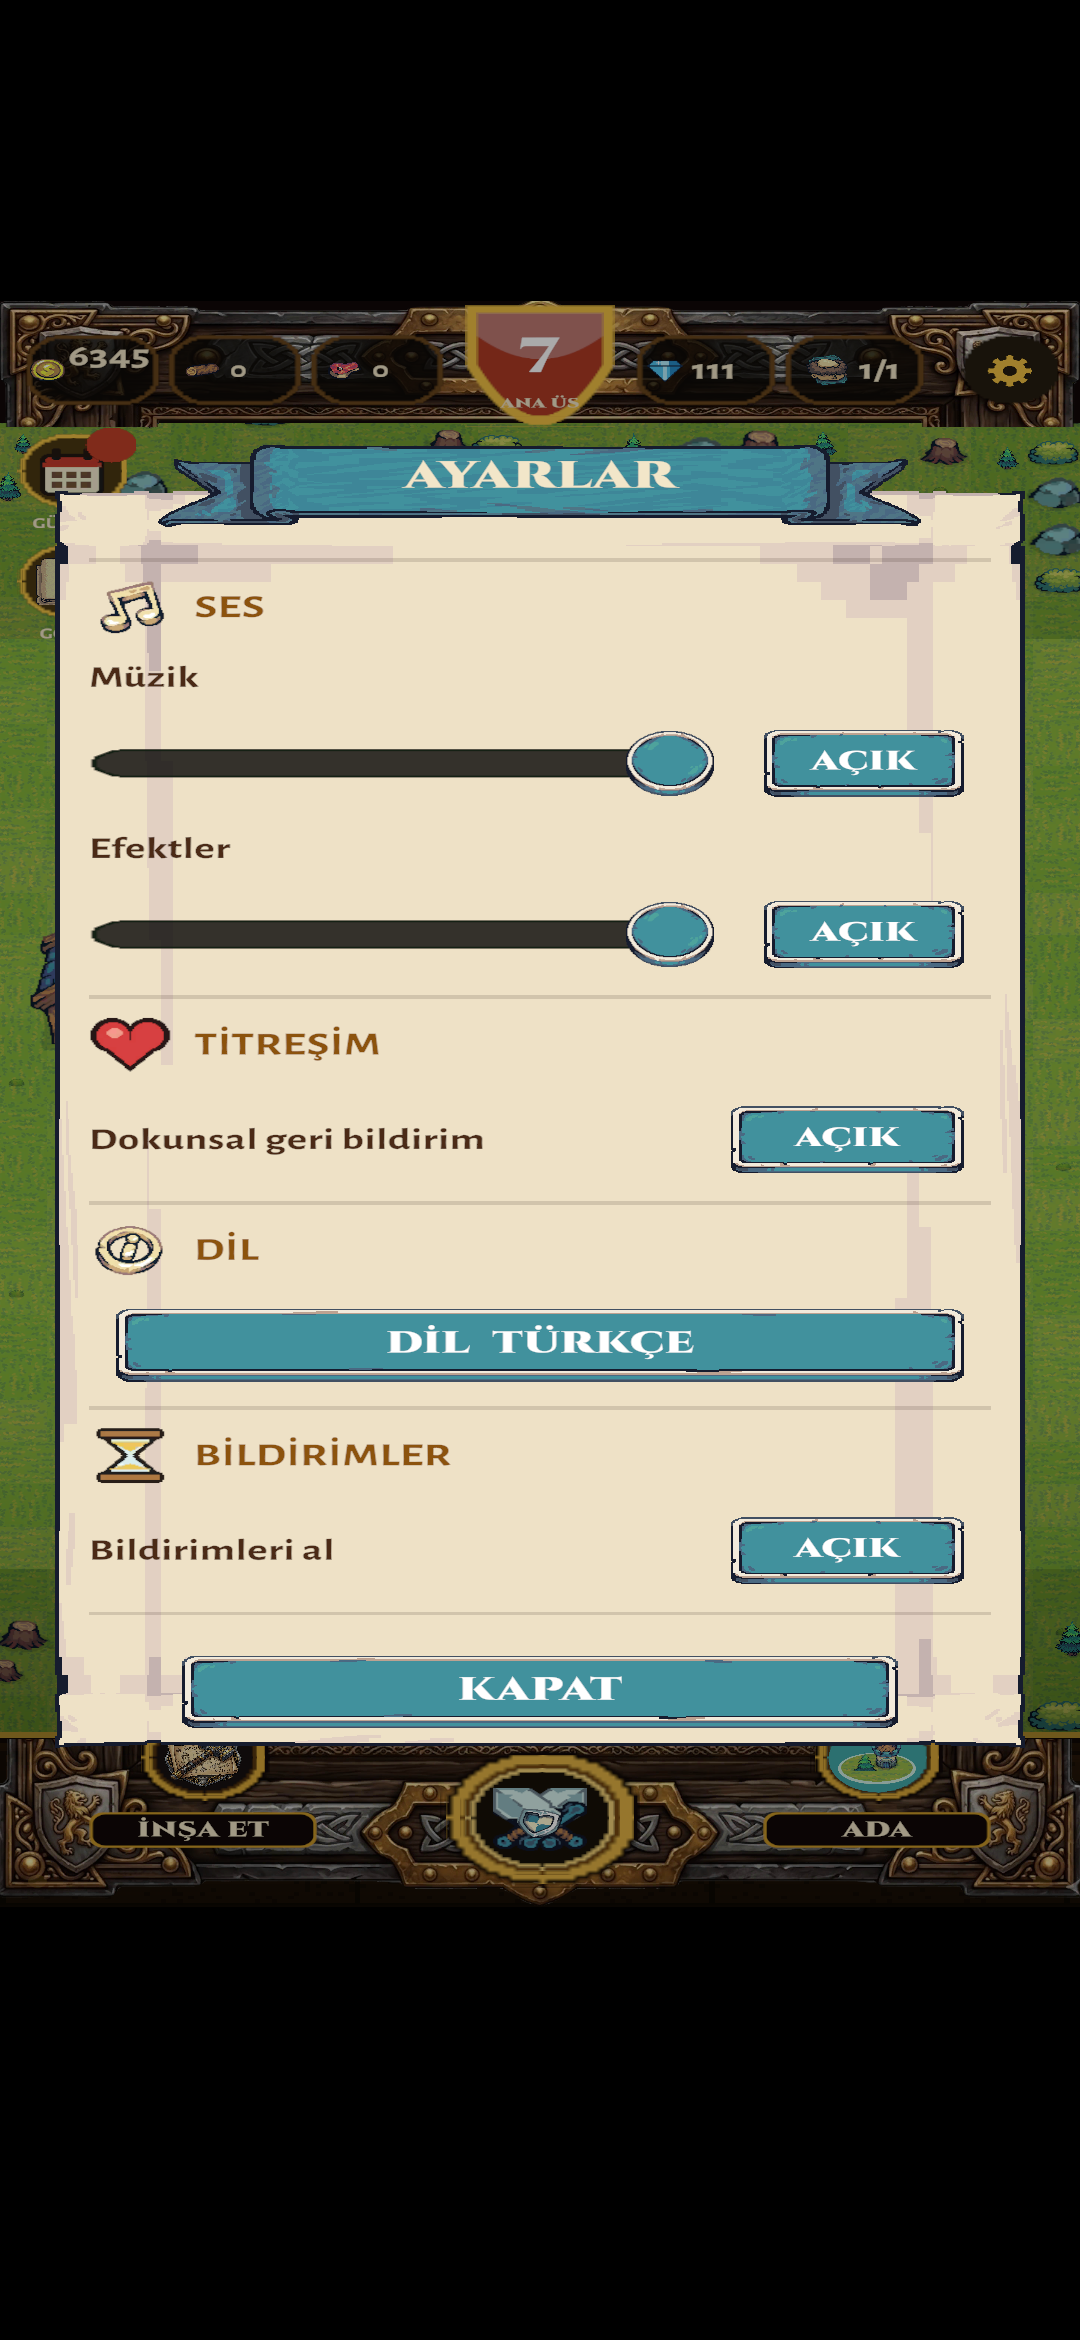 6345 0 0 7 111 1/1
ANA ÜS
AYARLAR
SES
Müzik
AÇIK
Efektler
AÇIK
TİTREŞİM
Dokunsal geri bildirim
AÇIK
DİL
DİL TÜRKÇE
BİLDİRİMLER
Bildirimleri al
AÇIK
KAPAT
İNŞA ET
ADA